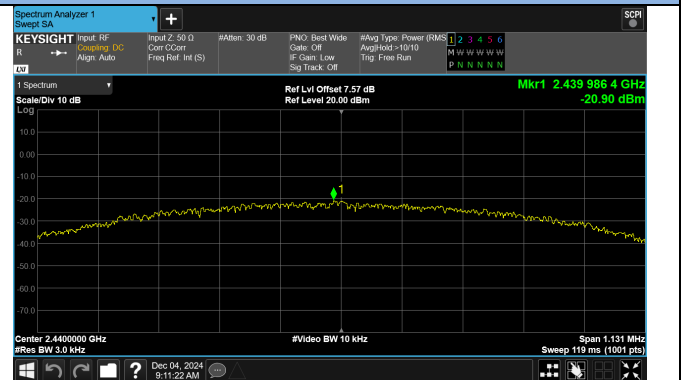 Spectrum Analyzer 1
Swept SA
+
SCPI
KEYSIGHT Input: RF Input Z: 50 Ω #Atten: 30 dB PNO: Best Wide #Avg Type: Power (RMS 1 2 3 4 5 6
R Coupling: DC Corr CCorr Gate: Off Avg|Hold:>10/10 M W W W W W
Align: Auto Freq Ref: Int (S) IF Gain: Low Trig: Free Run
LXI Sig Track: Off P N N N N N
1 Spectrum Ref Lvl Offset 7.57 dB Mkr1 2.439 986 4 GHz
Scale/Div 10 dB Ref Level 20.00 dBm -20.90 dBm
Log
10.0
0.00
-10.0
1
-20.0
-30.0
-40.0
-50.0
-60.0
-70.0
Center 2.4400000 GHz #Video BW 10 kHz Span 1.131 MHz
#Res BW 3.0 kHz Sweep 119 ms (1001 pts)
? Dec 04, 2024
9:11:22 AM